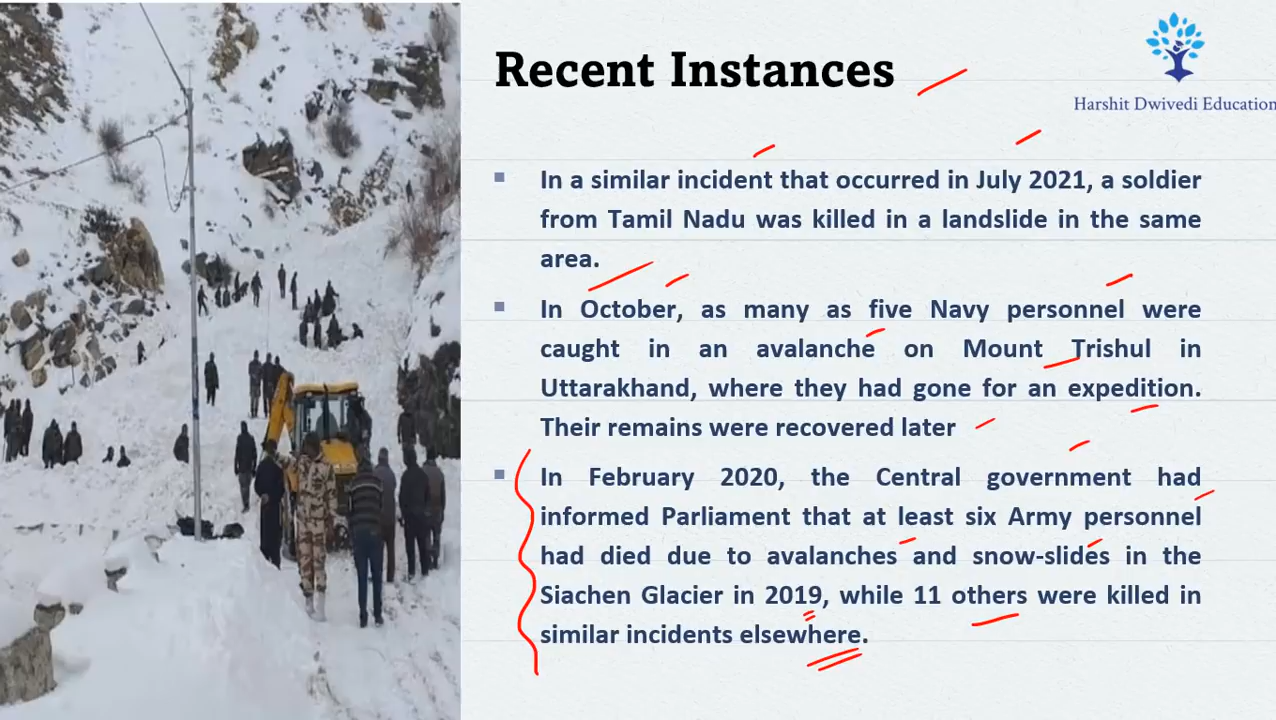 Recent Instances
Harshit Dwivedi Education
In a similar incident that occurred in July 2021, a soldier
from Tamil Nadu was killed in a landslide in the same
area.
In October, as many as five Navy personnel were
caught in an avalanche on Mount Trishul in
Uttarakhand, where they had gone for an expedition.
Their remains were recovered later
In February 2020, the Central government had
informed Parliament that at least six Army personnel
had died due to avalanches and snow-slides in the
Siachen Glacier in 2019, while 11 others were killed in
similar incidents elsewhere.